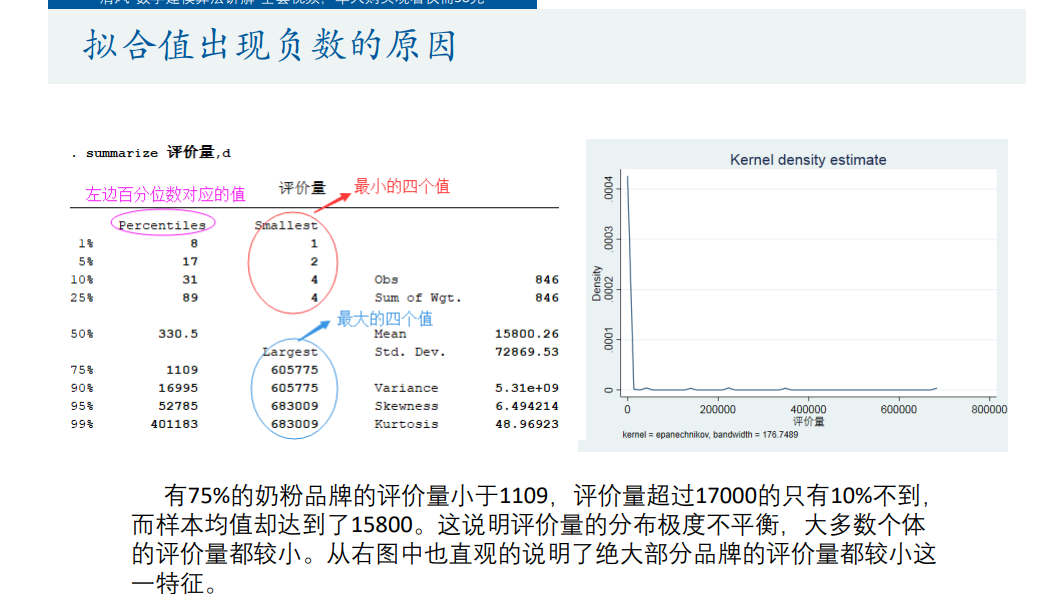 拟合值出现负数的原因
. summarize 评价量,d
左边百分位数对应的值 评价量 最小的四个值
Percentiles Smallest
1% 8 1
5% 17 2
10% 31 4 Obs 846
25% 89 4 Sum of Wgt. 846
最大的四个值
50% 330.5 Mean 15800.26
Largest Std. Dev. 72869.53
75% 1109 605775
90% 16995 605775 Variance 5.31e+09
95% 52785 683009 Skewness 6.494214
99% 401183 683009 Kurtosis 48.96923
Kernel density estimate
Density
.0004
.0003
.0002
.0001
0
0 200000 400000 600000 800000
评价量
kernel = epanechnikov, bandwidth = 176.7489
有75%的奶粉品牌的评价量小于1109，评价量超过17000的只有10%不到，
而样本均值却达到了15800。这说明评价量的分布极度不平衡，大多数个体
的评价量都较小。从右图中也直观的说明了绝大部分品牌的评价量都较小这
一特征。